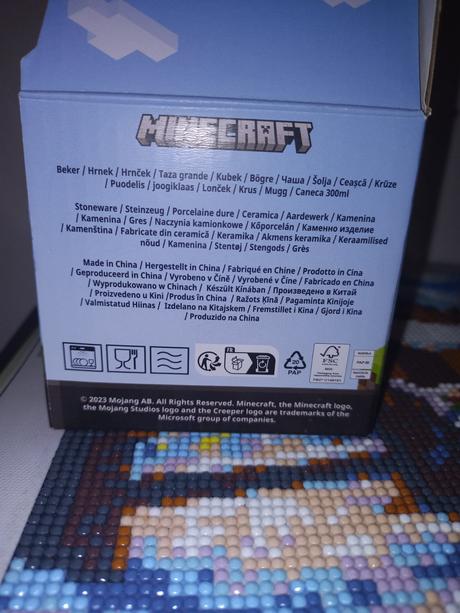 MINECRAFT
Beker / Hrnek / Hrnček / Taza grande / Kubek / Bögre / Чаша / Šolja / Ceașcă / Krūze
/ Puodelis / Joogiklaas / Lonček / Krus / Mugg / Caneca 300ml
Stoneware / Steinzeug / Porcelaine dure / Ceramica / Aardewerk / Kamenina
/ Kamenina / Gres / Naczynia kamionkowe / Kőporcelán / Каменно изделие
/ Kamenština / Fabricate din ceramică / Keramika / Akmens keramika / Keraamilised
nõud / Kamenina / Stentøj / Stengods / Grès
Made in China / Hergestellt in China / Fabriqué en Chine / Prodotto in Cina
/ Geproduceerd in China / Vyrobeno v Číně / Vyrobené v Číne / Fabricado en China
/ Wyprodukowano w Chinach / Készült Kínában / Произведено в Китай
/ Proizvedeno u Kini /Produs în China / Ražots Ķīnā / Pagaminta Kinijoje
/ Valmistatud Hiinas / Izdelano na Kitajskem / Fremstillet i Kina / Gjord i Kina
/ Produzido na China
FR
20
PAP
FSC
MIX
© 2023 Mojang AB. All Rights Reserved. Minecraft, the Minecraft logo,
the Mojang Studios logo and the Creeper logo are trademarks of the
Microsoft group of companies.